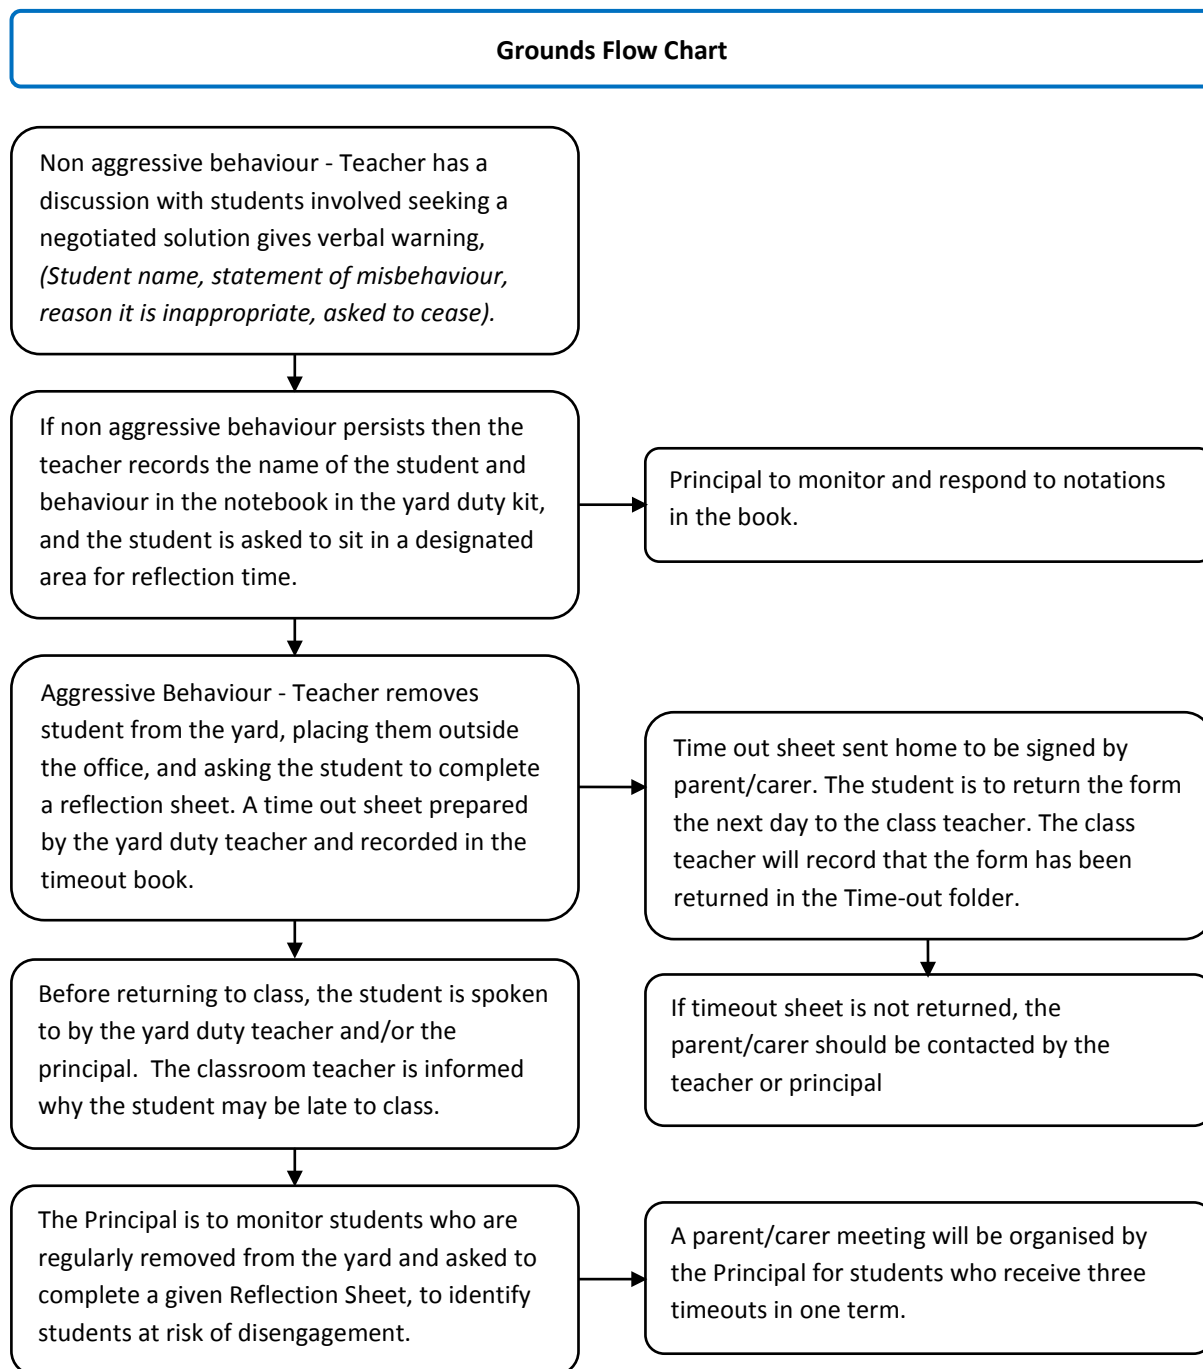 Grounds Flow Chart
Non aggressive behaviour - Teacher has a
discussion with students involved seeking a
negotiated solution gives verbal warning,
(Student name, statement of misbehaviour,
reason it is inappropriate, asked to cease).
If non aggressive behaviour persists then the
teacher records the name of the student and
behaviour in the notebook in the yard duty kit,
and the student is asked to sit in a designated
area for reflection time.
Principal to monitor and respond to notations
in the book.
Aggressive Behaviour - Teacher removes
student from the yard, placing them outside
the office, and asking the student to complete
a reflection sheet. A time out sheet prepared
by the yard duty teacher and recorded in the
timeout book.
Time out sheet sent home to be signed by
parent/carer. The student is to return the form
the next day to the class teacher. The class
teacher will record that the form has been
returned in the Time-out folder.
Before returning to class, the student is spoken
to by the yard duty teacher and/or the
principal.  The classroom teacher is informed
why the student may be late to class.
If timeout sheet is not returned, the
parent/carer should be contacted by the
teacher or principal
The Principal is to monitor students who are
regularly removed from the yard and asked to
complete a given Reflection Sheet, to identify
students at risk of disengagement.
A parent/carer meeting will be organised by
the Principal for students who receive three
timeouts in one term.